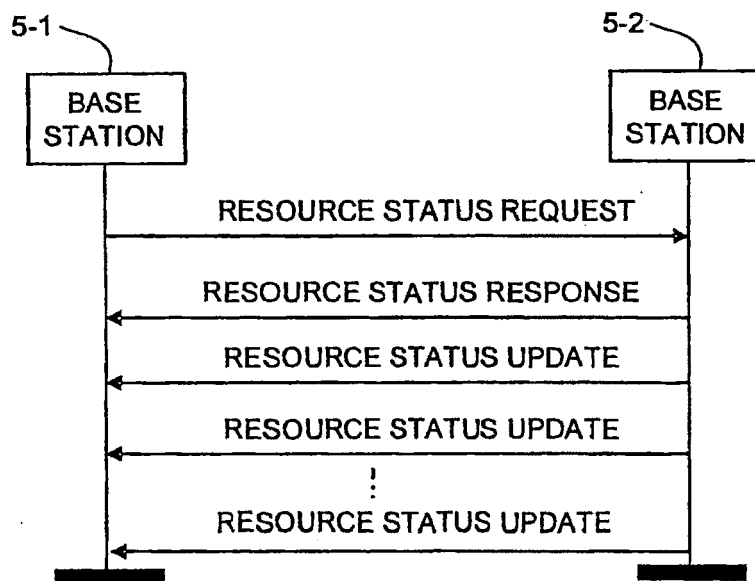 5-1
5-2
BASE
STATION
BASE
STATION
RESOURCE STATUS REQUEST
RESOURCE STATUS RESPONSE
RESOURCE STATUS UPDATE
RESOURCE STATUS UPDATE
RESOURCE STATUS UPDATE